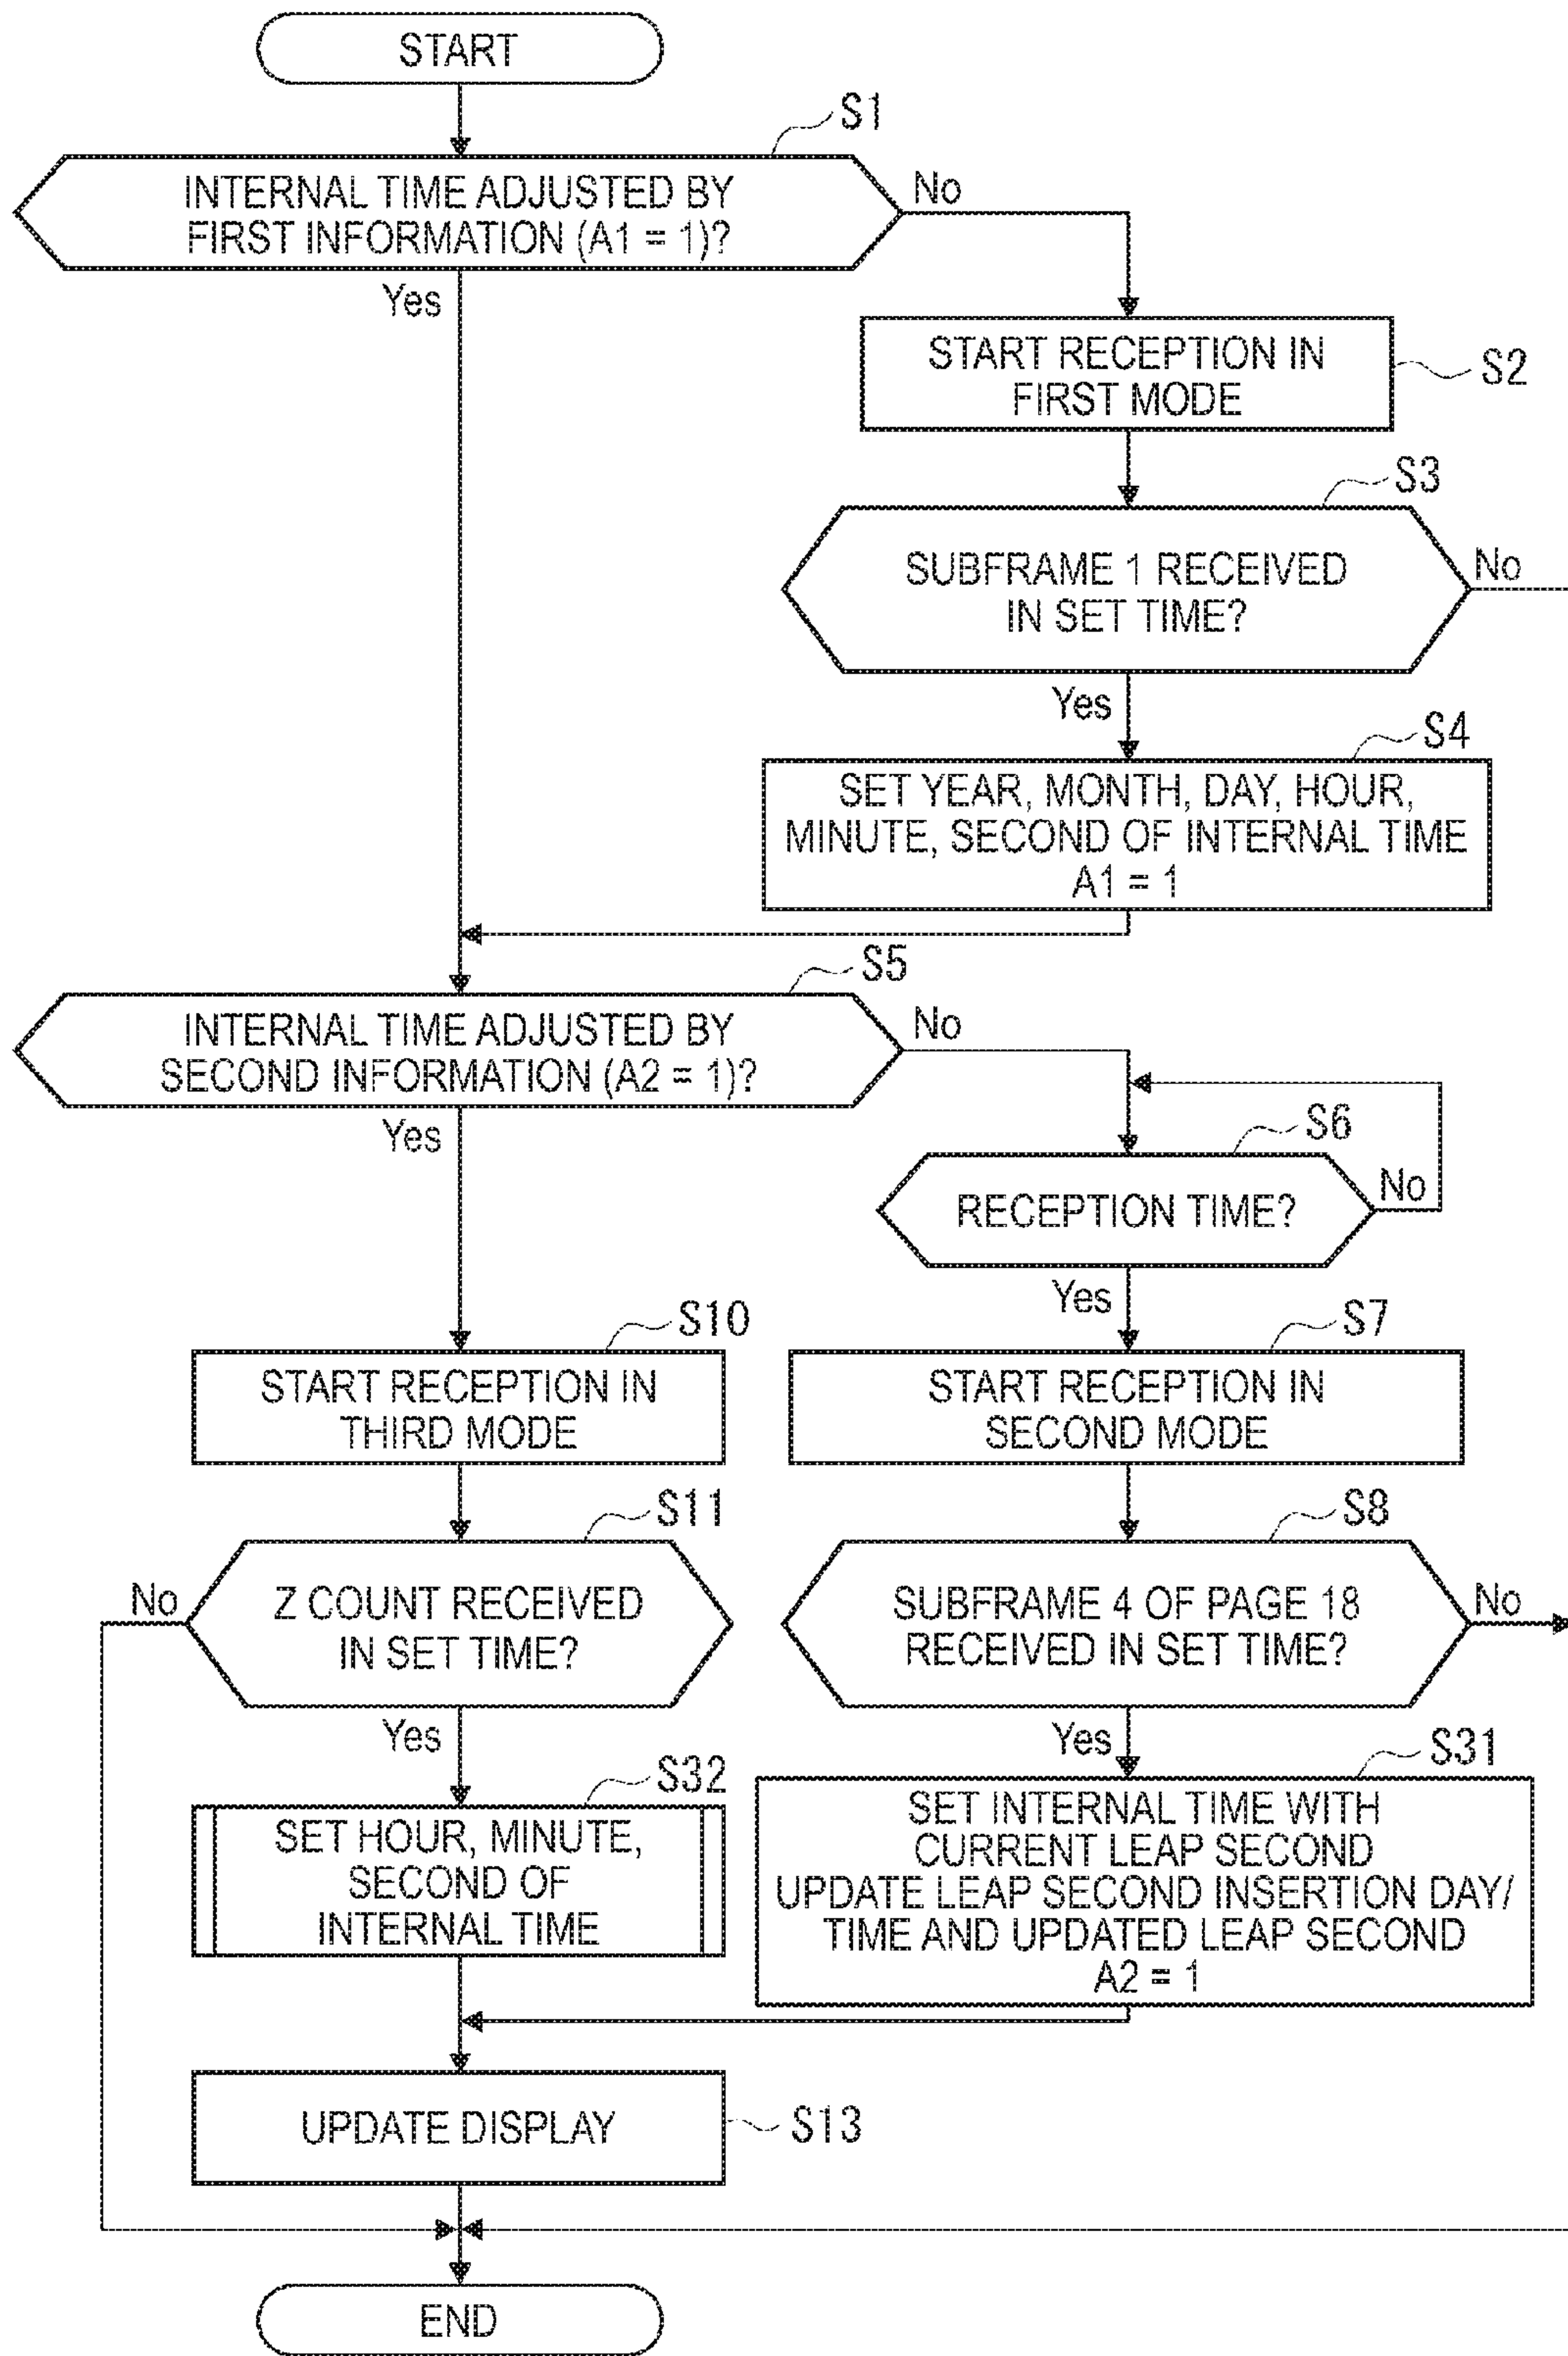 START
S1
INTERNAL TIME ADJUSTED BY
FIRST INFORMATION (A1 = 1)?
No
Yes
START RECEPTION IN
FIRST MODE
S2
S3
SUBFRAME 1 RECEIVED
IN SET TIME?
No
Yes
S4
SET YEAR, MONTH, DAY, HOUR,
MINUTE, SECOND OF INTERNAL TIME
A1 = 1
S5
INTERNAL TIME ADJUSTED BY
SECOND INFORMATION (A2 = 1)?
No
Yes
S6
RECEPTION TIME?
No
Yes
S10
START RECEPTION IN
THIRD MODE
S7
START RECEPTION IN
SECOND MODE
S11
Z COUNT RECEIVED
IN SET TIME?
No
Yes
S8
SUBFRAME 4 OF PAGE 18
RECEIVED IN SET TIME?
No
Yes
S32
SET HOUR, MINUTE,
SECOND OF
INTERNAL TIME
S31
SET INTERNAL TIME WITH
CURRENT LEAP SECOND
UPDATE LEAP SECOND INSERTION DAY/
TIME AND UPDATED LEAP SECOND
A2 = 1
UPDATE DISPLAY
S13
END